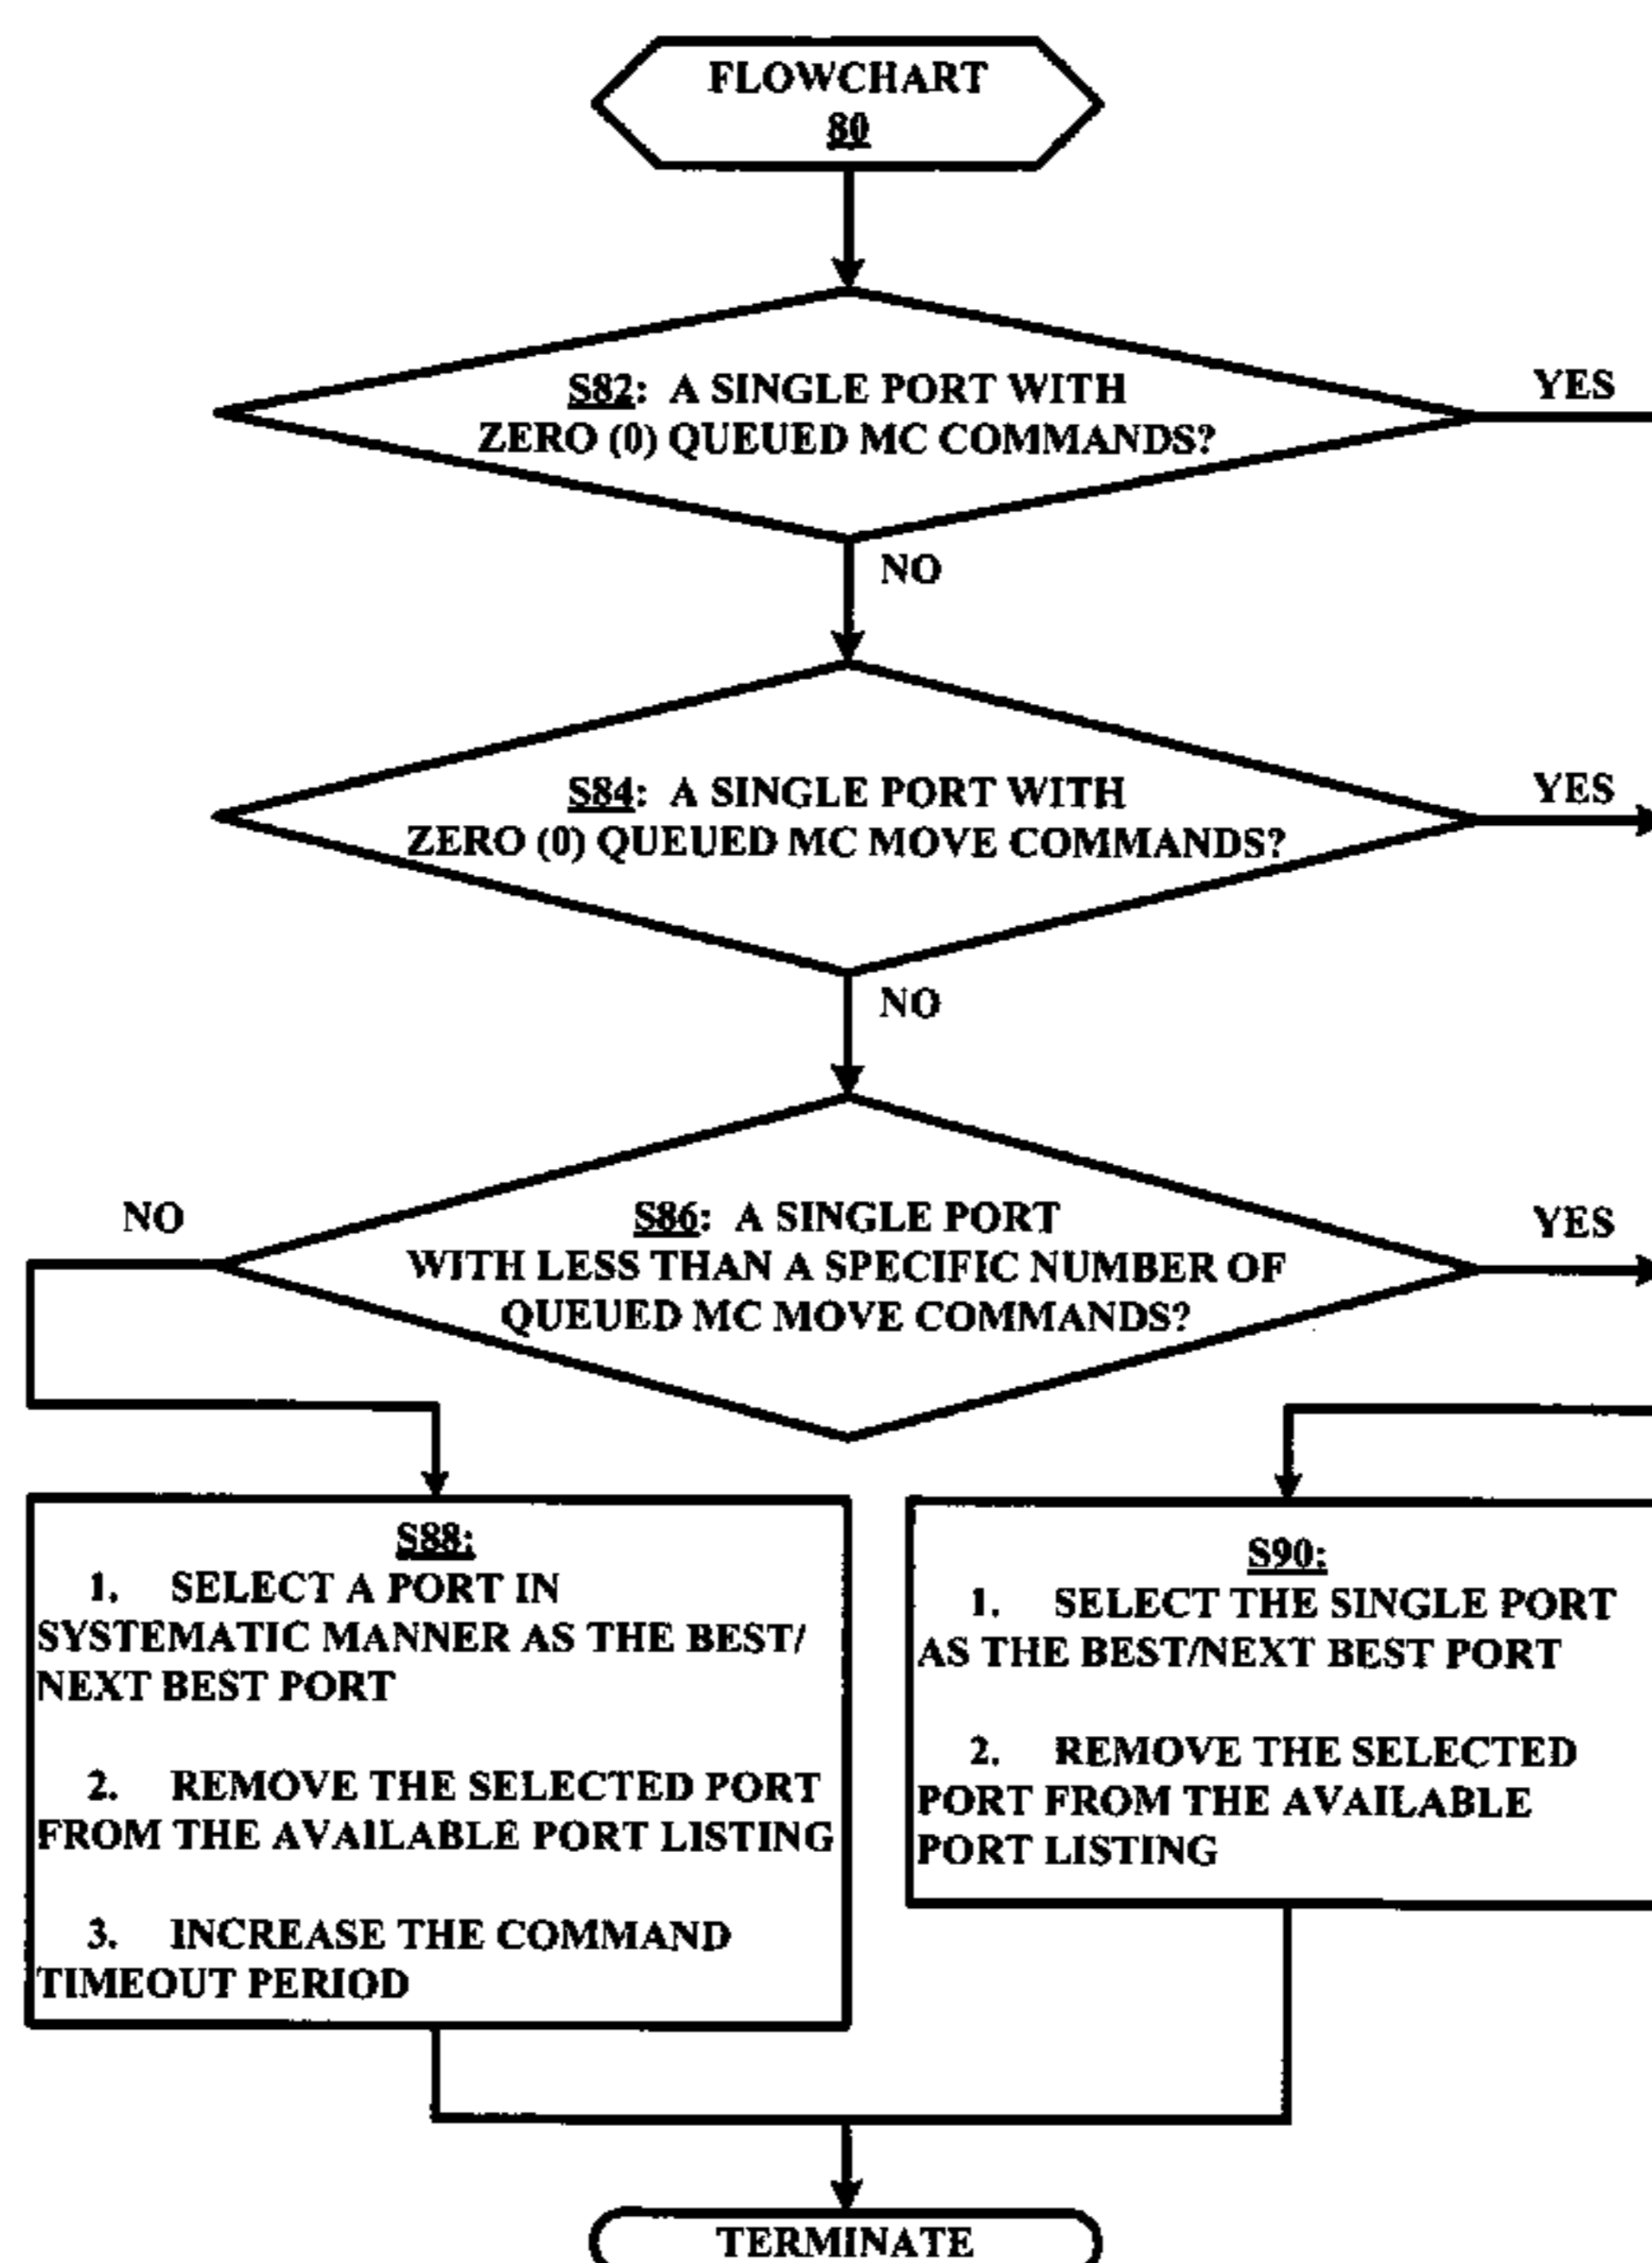 FLOWCHART
80
S82: A SINGLE PORT WITH
ZERO (0) QUEUED MC COMMANDS?
YES
NO
S84: A SINGLE PORT WITH
ZERO (0) QUEUED MC MOVE COMMANDS?
YES
NO
S86: A SINGLE PORT
WITH LESS THAN A SPECIFIC NUMBER OF
QUEUED MC MOVE COMMANDS?
NO
YES
S88:
1. SELECT A PORT IN
SYSTEMATIC MANNER AS THE BEST/
NEXT BEST PORT
2. REMOVE THE SELECTED PORT
FROM THE AVAILABLE PORT LISTING
3. INCREASE THE COMMAND
TIMEOUT PERIOD
S90:
1. SELECT THE SINGLE PORT
AS THE BEST/NEXT BEST PORT
2. REMOVE THE SELECTED
PORT FROM THE AVAILABLE
PORT LISTING
TERMINATE